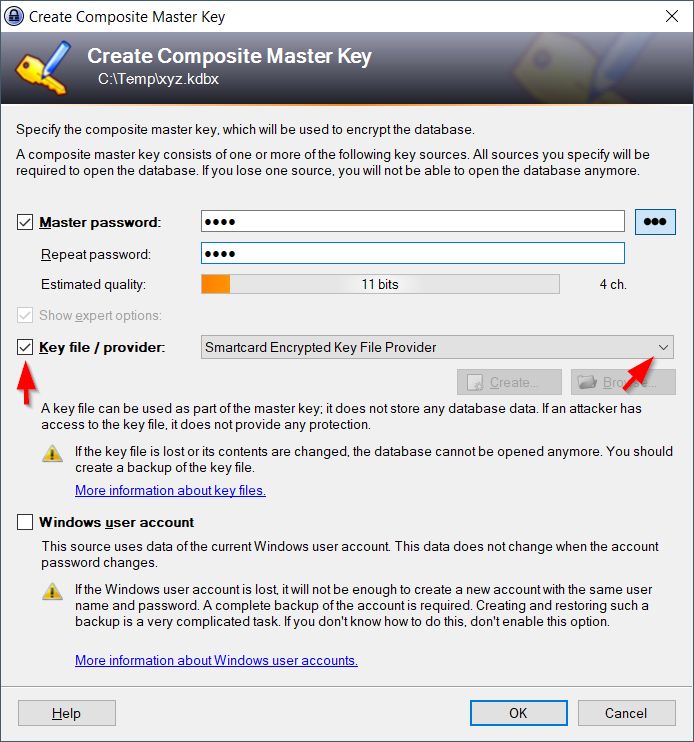 Create Composite Master Key
Create Composite Master Key
C:\Temp\xyz.kdbx
Specify the composite master key, which will be used to encrypt the database.
A composite master key consists of one or more of the following key sources. All sources you specify will be
required to open the database. If you lose one source, you will not be able to open the database anymore.
Master password: ●●●● ●●●
Repeat password: ●●●●
Estimated quality: 11 bits 4 ch.
Show expert options:
Key file / provider: Smartcard Encrypted Key File Provider
Create... Browse...
A key file can be used as part of the master key; it does not store any database data. If an attacker has
access to the key file, it does not provide any protection.
If the key file is lost or its contents are changed, the database cannot be opened anymore. You should
create a backup of the key file.
More information about key files.
Windows user account
This source uses data of the current Windows user account. This data does not change when the account
password changes.
If the Windows user account is lost, it will not be enough to create a new account with the same user
name and password. A complete backup of the account is required. Creating and restoring such a
backup is a very complicated task. If you don't know how to do this, don't enable this option.
More information about Windows user accounts.
Help OK Cancel